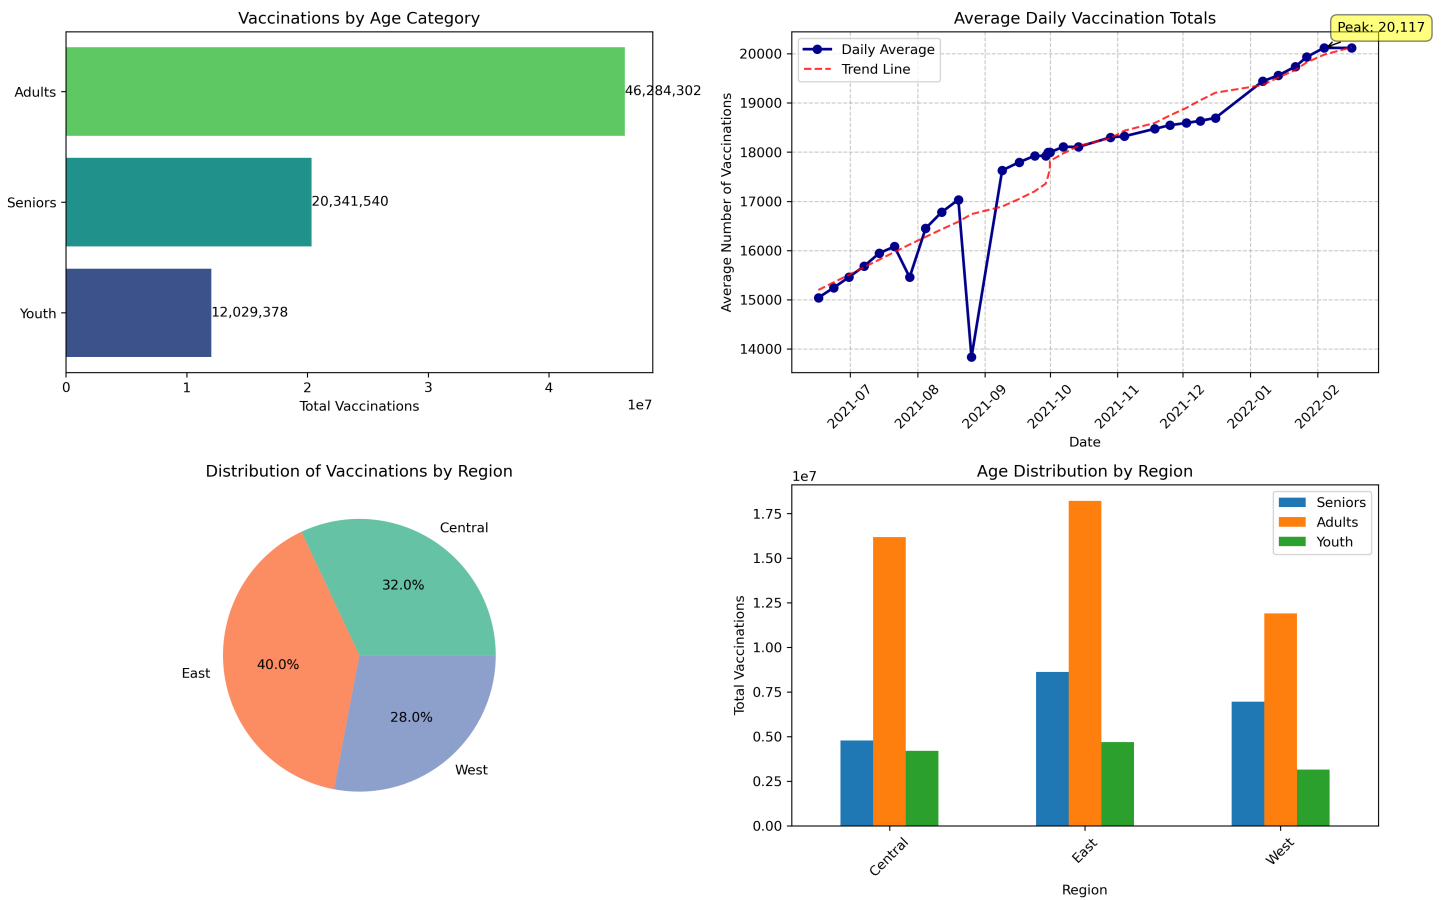 Vaccinations by Age Category
Adults
46,284,302
Seniors
20,341,540
Youth
12,029,378
0 1 2 3 4
1e7
Total Vaccinations
Average Daily Vaccination Totals
Peak: 20,117
Daily Average
Trend Line
Average Number of Vaccinations
20000
19000
18000
17000
16000
15000
14000
2021-07 2021-08 2021-09 2021-10 2021-11 2021-12 2022-01 2022-02
Date
Distribution of Vaccinations by Region
Central
32.0%
East
40.0%
28.0%
West
Age Distribution by Region
1e7
Seniors
Adults
Youth
Total Vaccinations
1.75
1.50
1.25
1.00
0.75
0.50
0.25
0.00
Central East West
Region